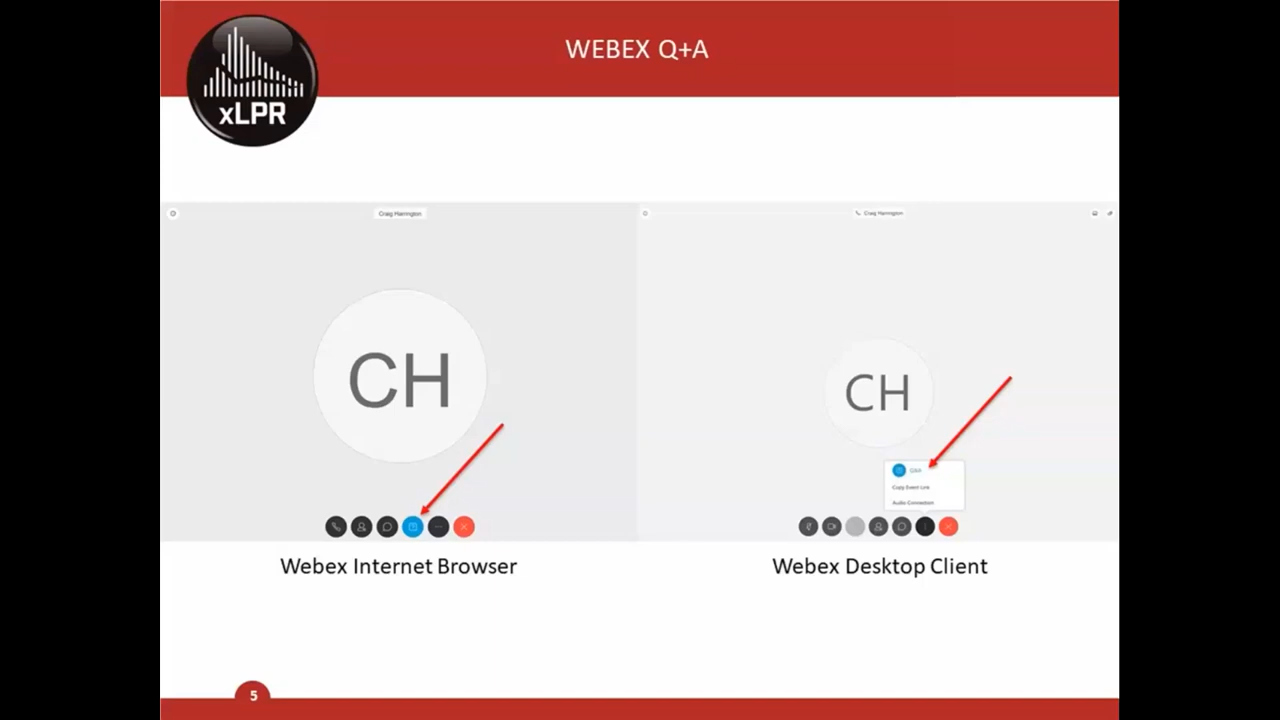 WEBEX Q+A
xLPR
Craig Harrington
Craig Harrington
CH
CH
Q&A
Copy Event Link
Audio Connection
Webex Internet Browser
Webex Desktop Client
5